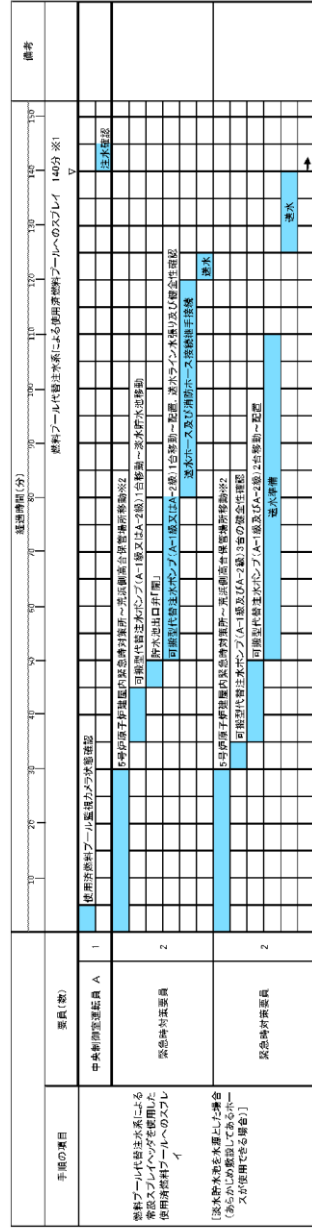 経過時間(分)
備考
10
20
30
40
50
60
70
80
90
100
110
120
130
140
150
手順の項目
要員(数)
燃料プール代替注水系による使用済燃料プールへのスプレイ 140分 ※1
▽
燃料プール代替注水系による
常設スプレイヘッダを使用した
使用済燃料プールへのスプレ
イ
[淡水貯水池を水源とした場合
(あらかじめ敷設してあるホー
スが使用できる場合)]
中央制御室運転員 A
1
使用済燃料プール監視カメラ状態確認
注水確認
緊急時対策要員
2
5号炉原子炉建屋内緊急時対策所~荒浜側高台保管場所移動※2
可搬型代替注水ポンプ(A-1級又はA-2級)1台移動~淡水貯水池移動
貯水池出口弁「開」
可搬型代替注水ポンプ(A-1級又はA-2級)1台移動~配置、送水ライン水張り及び健全性確認
送水ホース及び消防ホース接続継手接続
送水
緊急時対策要員
2
5号炉原子炉建屋内緊急時対策所~荒浜側高台保管場所移動※2
可搬型代替注水ポンプ(A-1級及びA-2級)3台の健全性確認
可搬型代替注水ポンプ(A-1級及びA-2級)2台移動~配置
送水準備
送水